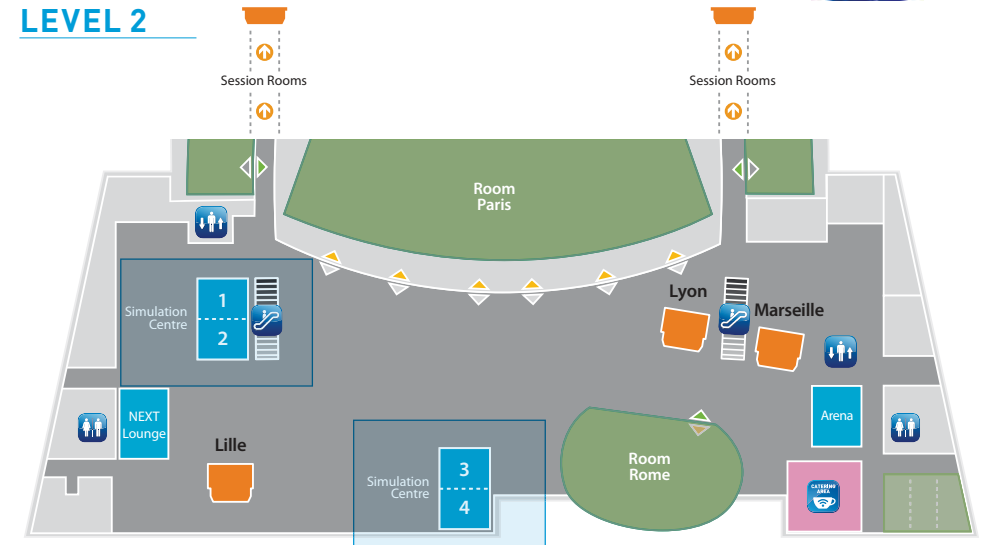 LEVEL 2
Session Rooms
Session Rooms
Room
Paris
Lyon
Marseille
Simulation
Centre
1
2
NEXT
Lounge
Arena
Lille
Simulation
Centre
3
4
Room
Rome
CATERING
AREA